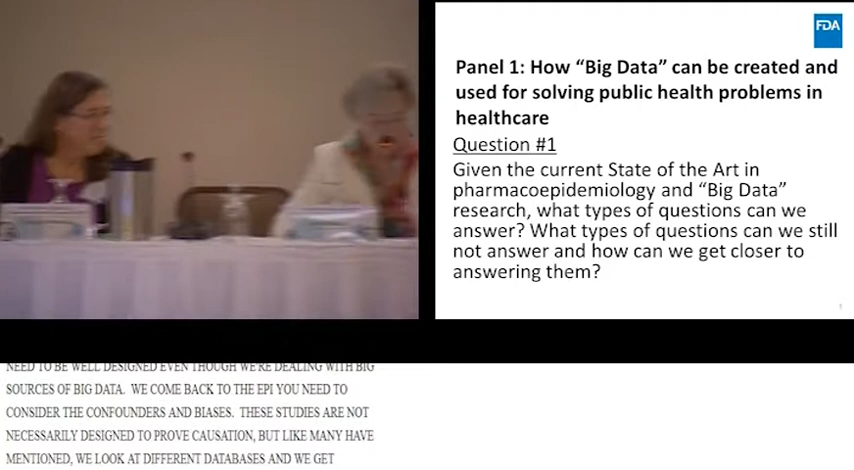 FDA
Panel 1: How “Big Data” can be created and
used for solving public health problems in
healthcare
Question #1
Given the current State of the Art in
pharmacoepidemiology and “Big Data”
research, what types of questions can we
answer? What types of questions can we still
not answer and how can we get closer to
answering them?
NEED TO BE WELL DESIGNED EVEN THOUGH WE'RE DEALING WITH BIG
SOURCES OF BIG DATA. WE COME BACK TO THE EPI YOU NEED TO
CONSIDER THE CONFOUNDERS AND BIASES. THESE STUDIES ARE NOT
NECESSARILY DESIGNED TO PROVE CAUSATION, BUT LIKE MANY HAVE
MENTIONED, WE LOOK AT DIFFERENT DATABASES AND WE GET